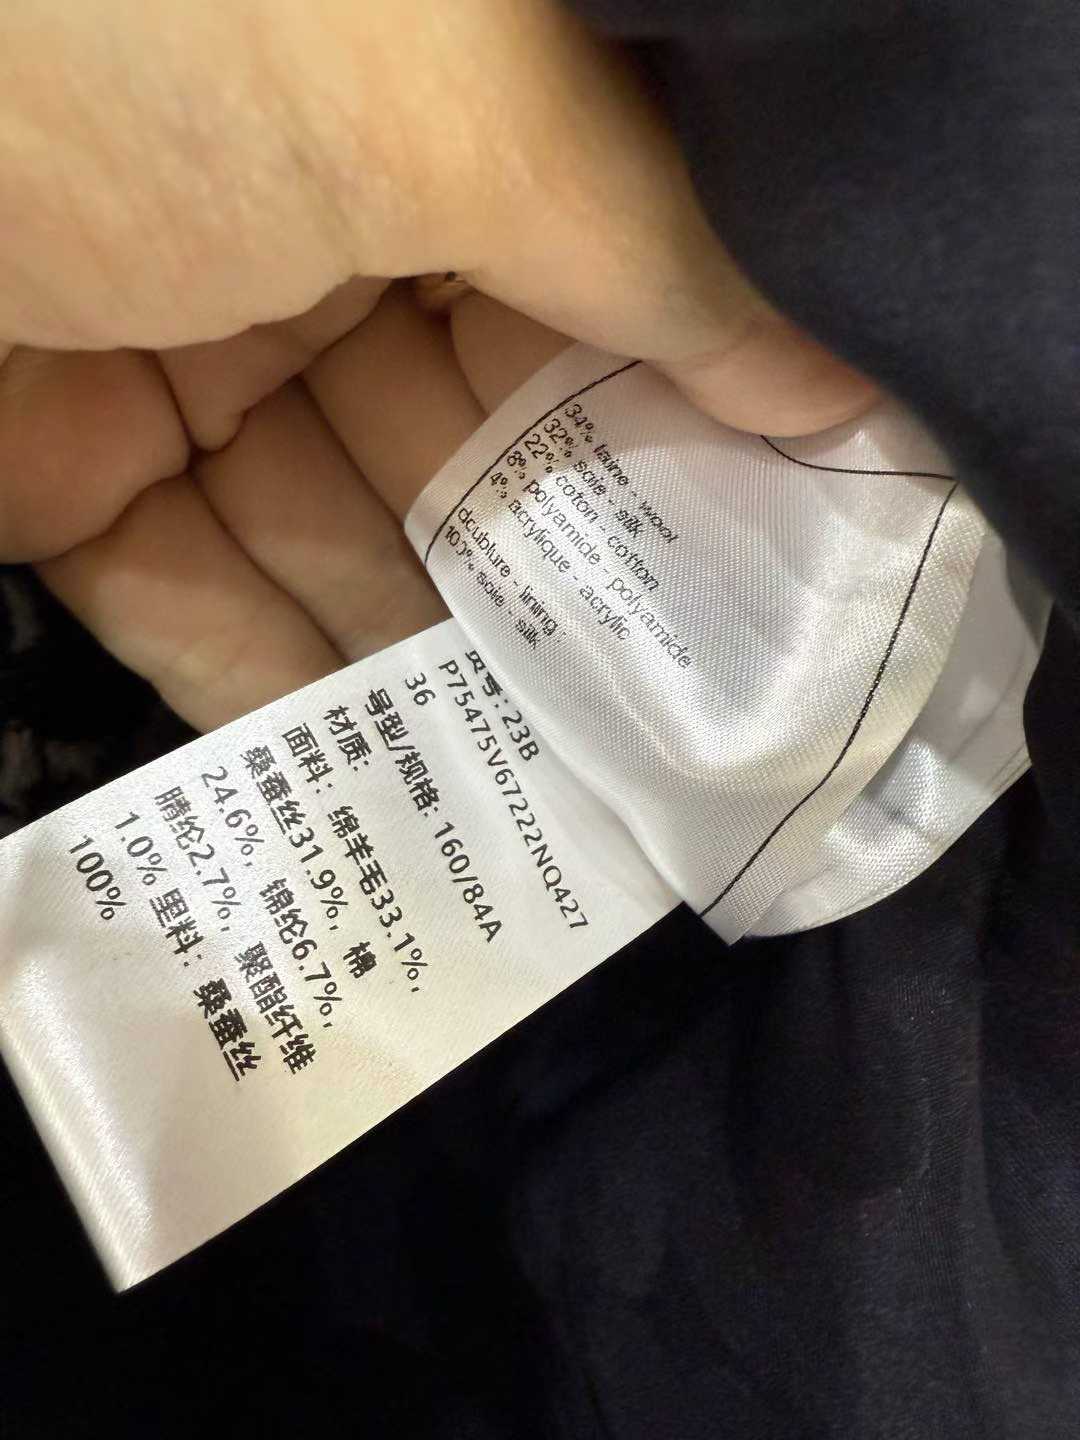 34% laine - wool
32% soie - silk
22% coton - cotton
8% polyamide - polyamide
4% acrylique - acrylic
doublure - lining :
100% soie - silk
货号: 23B
P75475V67222NQ427
36
号型/规格: 160/84A
材质:
面料: 绵羊毛33.1%,
桑蚕丝31.9%, 棉
24.6%, 锦纶6.7%,
腈纶2.7%, 聚酯纤维
1.0% 里料: 桑蚕丝
100%